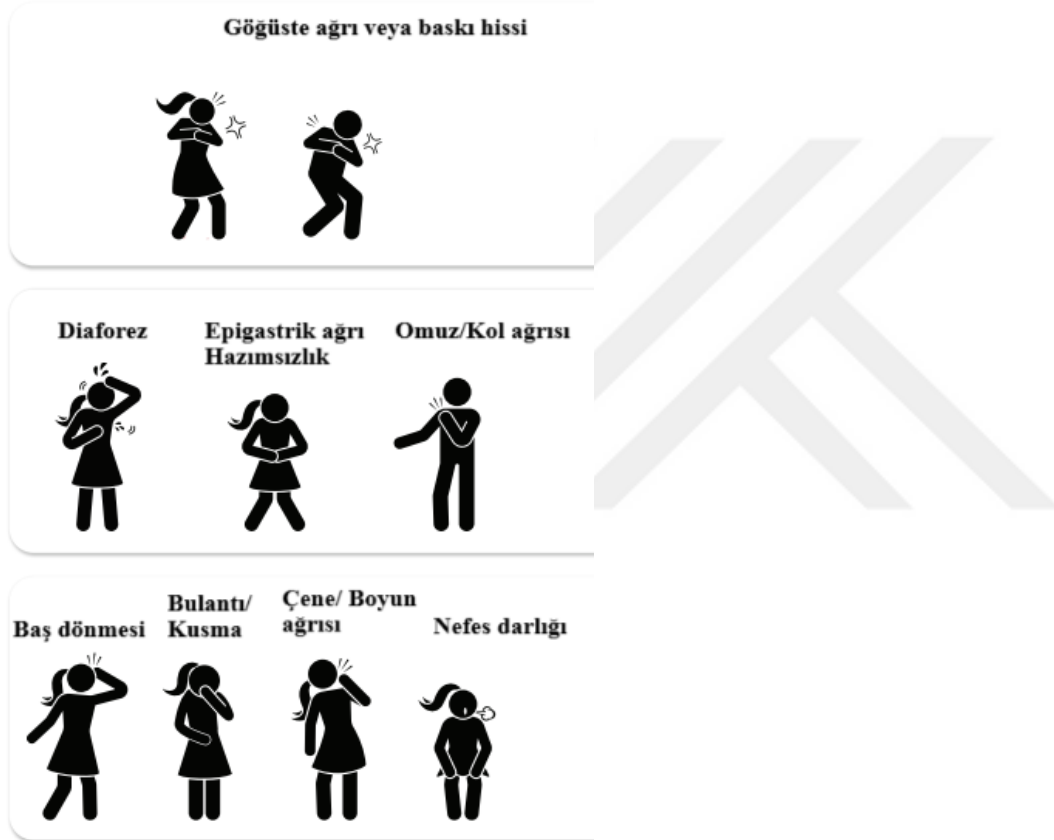 Göğüste ağrı veya baskı hissi
Diaforez
Epigastrik ağrı
Hazımsızlık
Omuz/Kol ağrısı
Baş dönmesi
Bulantı/
Kusma
Çene/ Boyun
ağrısı
Nefes darlığı